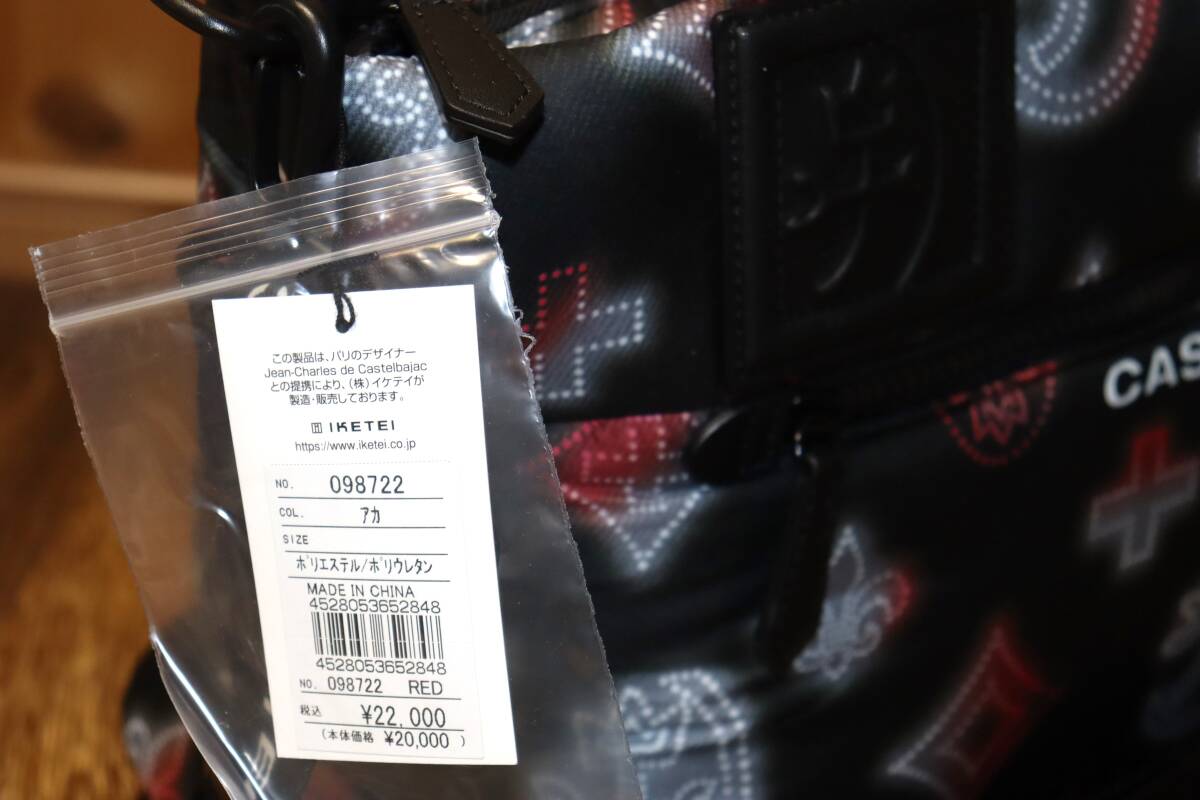 この製品は、パリのデザイナー
Jean-Charles de Castelbajac
との提携により、(株)イケテイが
製造・販売しております。
IKETEI
https://www.iketei.co.jp
NO. 098722
COL. アカ
SIZE
ポリエステル/ポリウレタン
MADE IN CHINA
4528053652848
4528053652848
NO. 098722 RED
税込 ¥22,000
(本体価格 ¥20,000 )
CAS